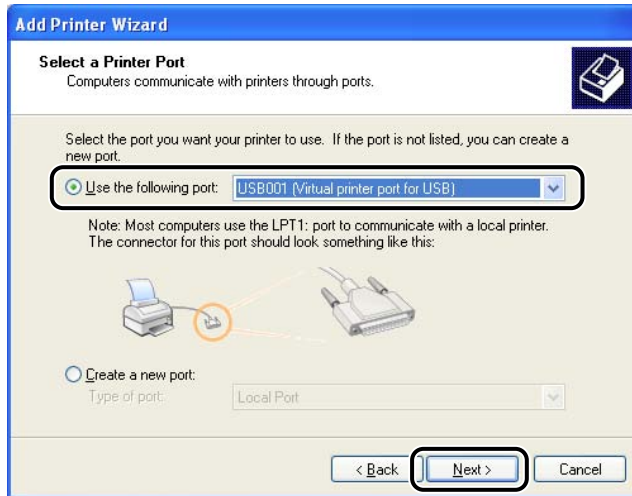 Add Printer Wizard
Select a Printer Port
Computers communicate with printers through ports.
Select the port you want your printer to use. If the port is not listed, you can create a
new port.
Use the following port: USB001 (Virtual printer port for USB)
Note: Most computers use the LPT1: port to communicate with a local printer.
The connector for this port should look something like this:
Create a new port:
Type of port: Local Port
< Back Next > Cancel